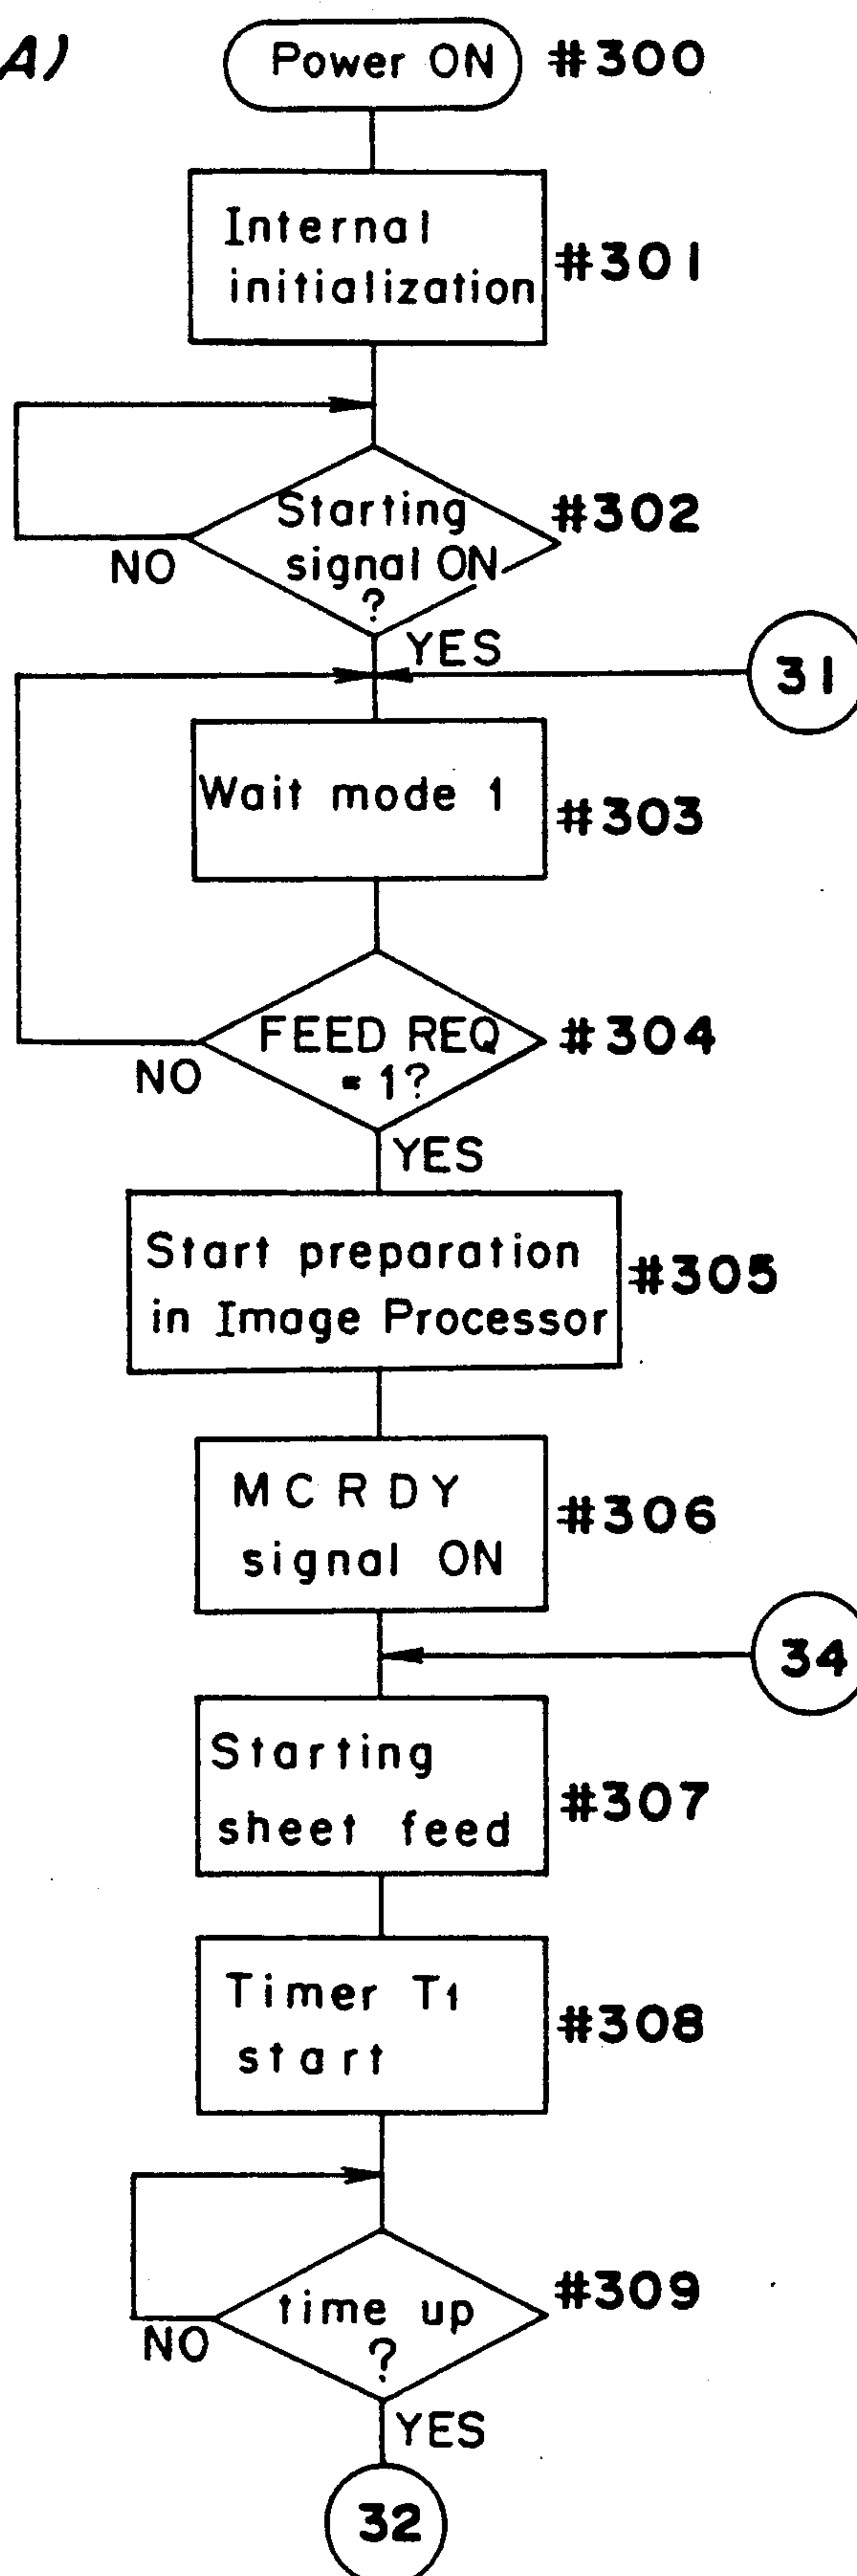 A)
Power ON #300
Internal
initialization
#301
Starting
signal ON
?
#302
NO
YES
31
Wait mode 1
#303
FEED REQ
= 1?
#304
NO
YES
Start preparation
in Image Processor
#305
MCRDY
signal ON
#306
34
Starting
sheet feed
#307
Timer T1
start
#308
time up
?
#309
NO
YES
32